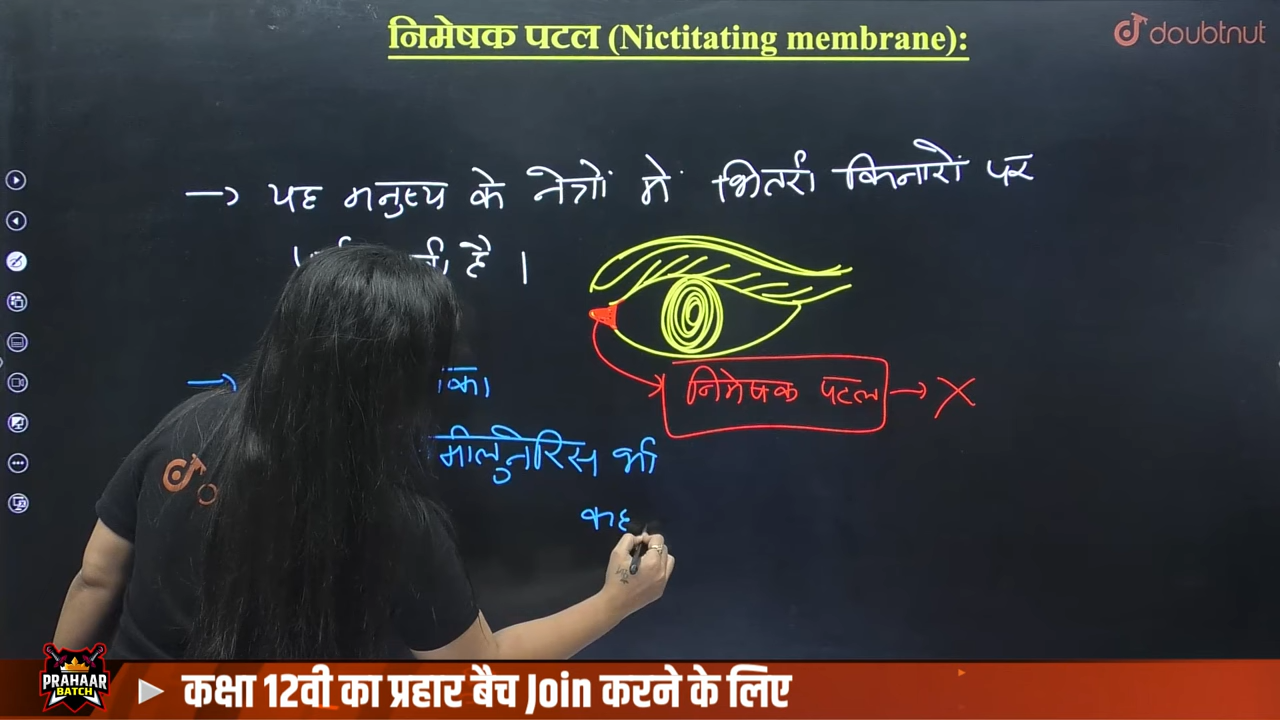 निमेषक पटल (Nictitating membrane):
doubtnut
→ यह मनुष्य के नेत्रों में भितरी किनारों पर
है ।
निमेषक पटल → X
→
भी
कह
PRAHAAR
BATCH
कक्षा 12वी का प्रहार बैच Join करने के लिए